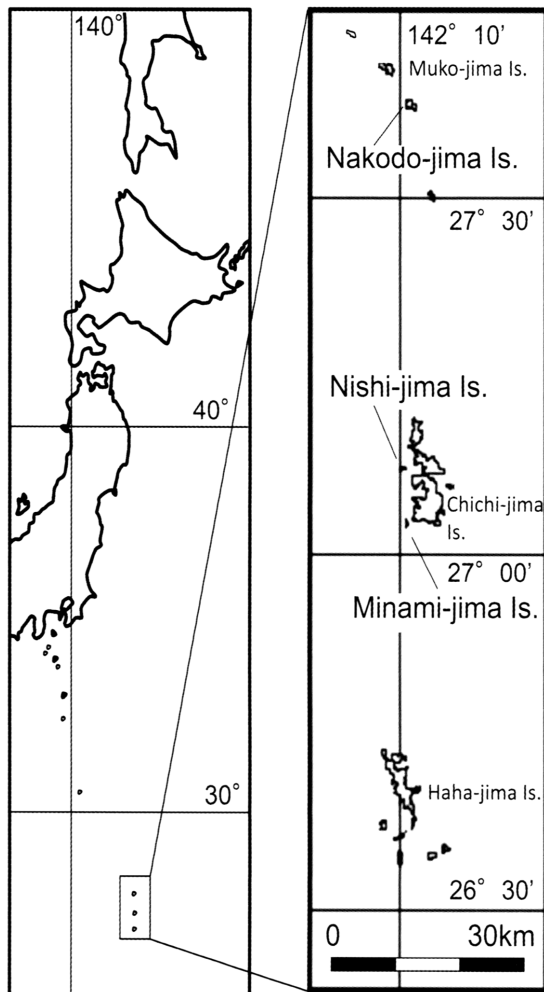 140°
40°
30°
142° 10'
Muko-jima Is.
Nakodo-jima Is.
27° 30'
Nishi-jima Is.
Chichi-jima
Is.
27° 00'
Minami-jima Is.
Haha-jima Is.
26° 30'
0 30km